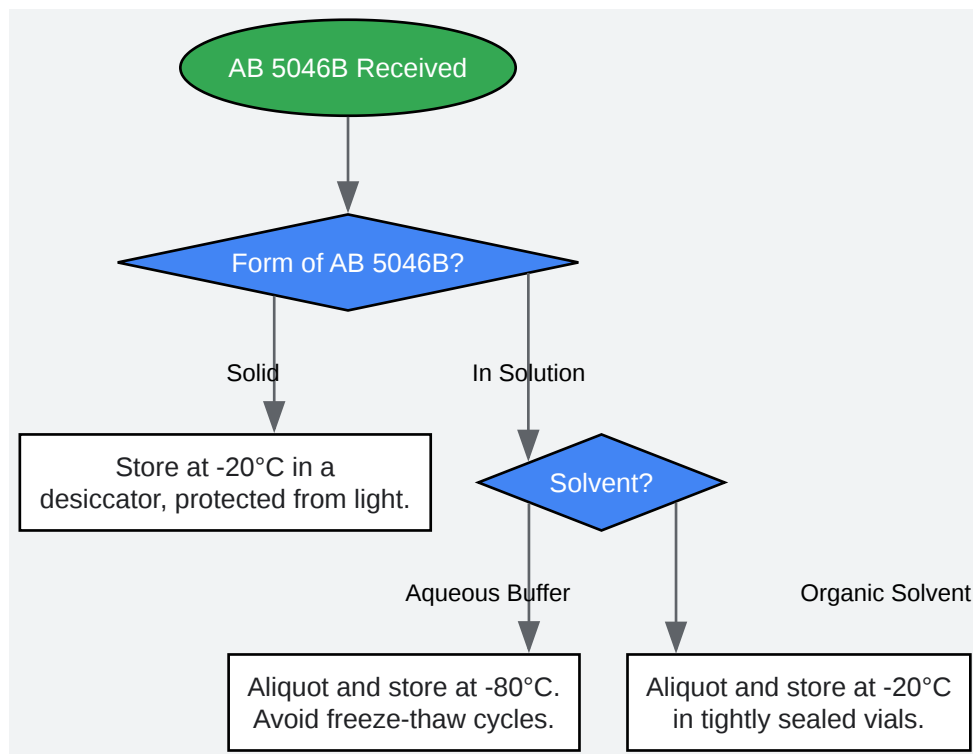 AB 5046B Received
Form of AB 5046B?
Solid
In Solution
Store at -20°C in a
desiccator, protected from light.
Solvent?
Aqueous Buffer
Organic Solvent
Aliquot and store at -80°C.
Avoid freeze-thaw cycles.
Aliquot and store at -20°C
in tightly sealed vials.